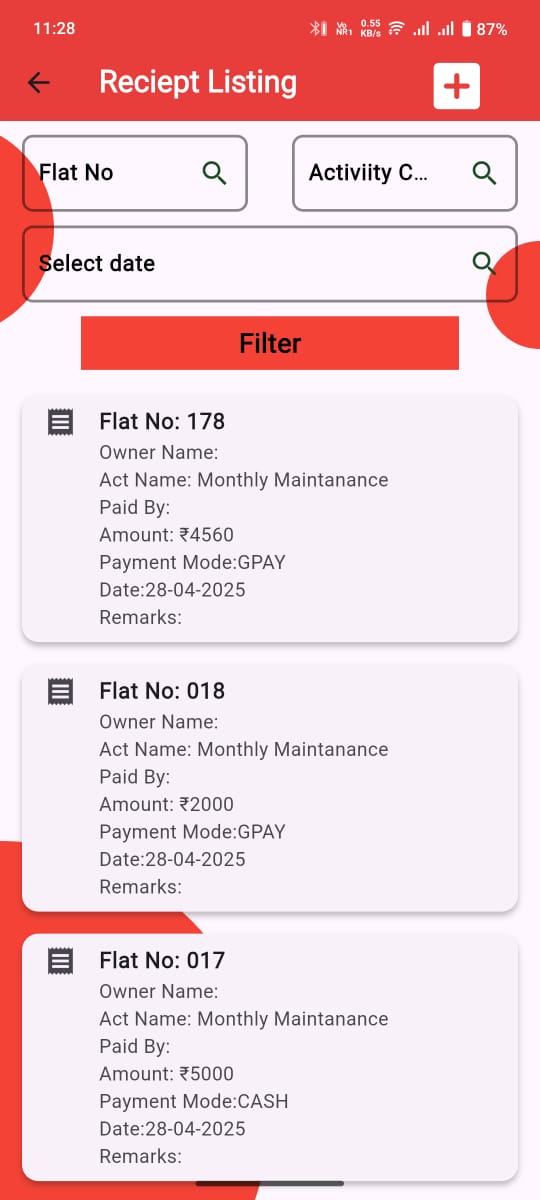 11:28 Vo NR1 0.55 KB/s 87%
Reciept Listing
Flat No Activiity C...
Select date
Filter
Flat No: 178
Owner Name:
Act Name: Monthly Maintanance
Paid By:
Amount: ₹4560
Payment Mode:GPAY
Date:28-04-2025
Remarks:
Flat No: 018
Owner Name:
Act Name: Monthly Maintanance
Paid By:
Amount: ₹2000
Payment Mode:GPAY
Date:28-04-2025
Remarks:
Flat No: 017
Owner Name:
Act Name: Monthly Maintanance
Paid By:
Amount: ₹5000
Payment Mode:CASH
Date:28-04-2025
Remarks: